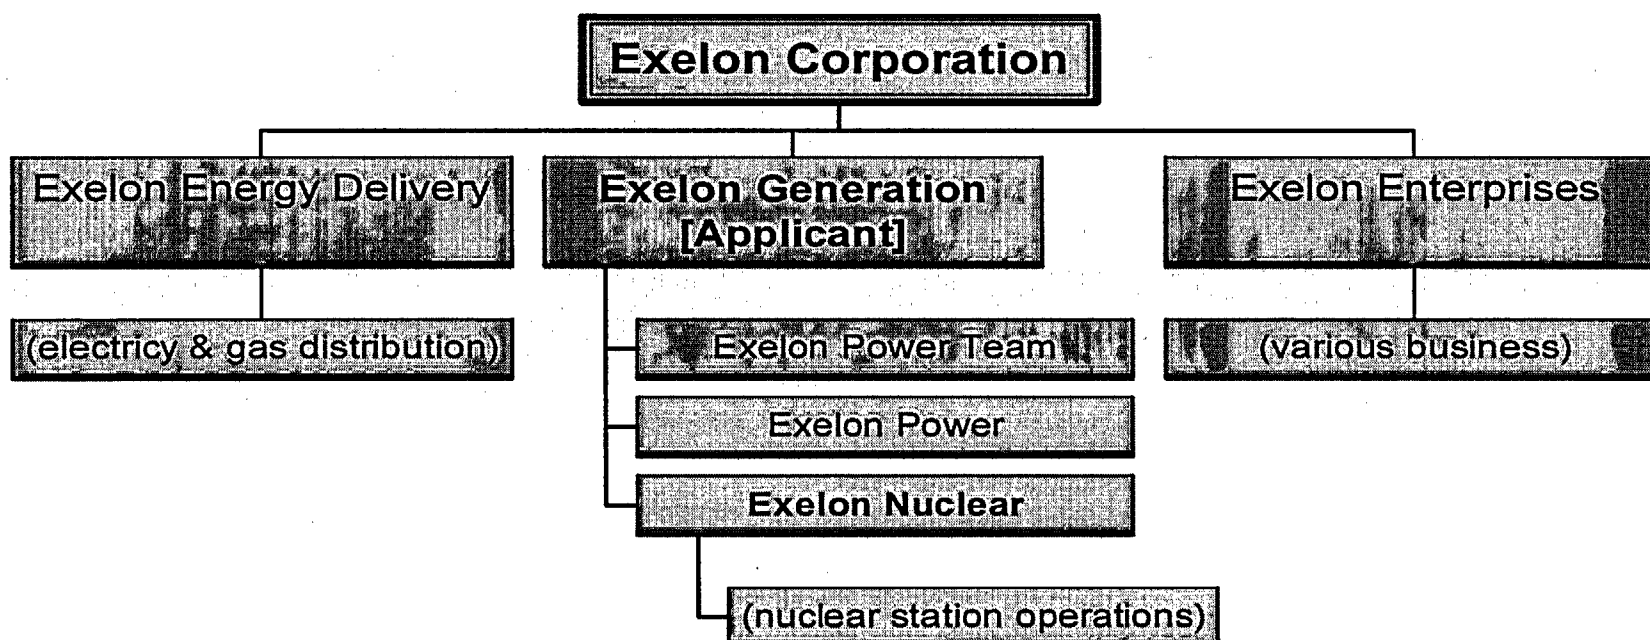 Exelon Corporation
Exelon Energy Delivery
Exelon Generation
[Applicant]
Exelon Enterprises
(electricy & gas distribution)
Exelon Power Team
(various business)
Exelon Power
Exelon Nuclear
(nuclear station operations)